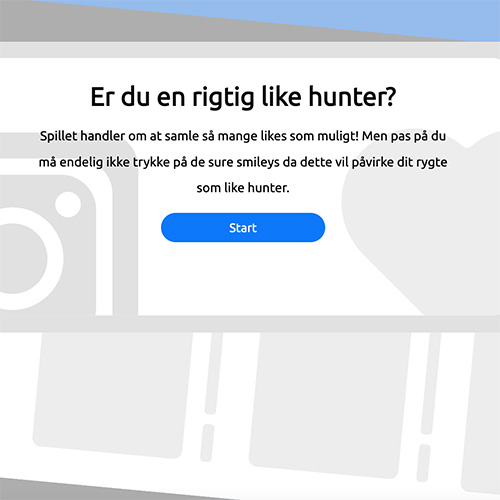 Er du en rigtig like hunter?
Spillet handler om at samle så mange likes som muligt! Men pas på du
må endelig ikke trykke på de sure smileys da dette vil påvirke dit rygte
som like hunter.
Start